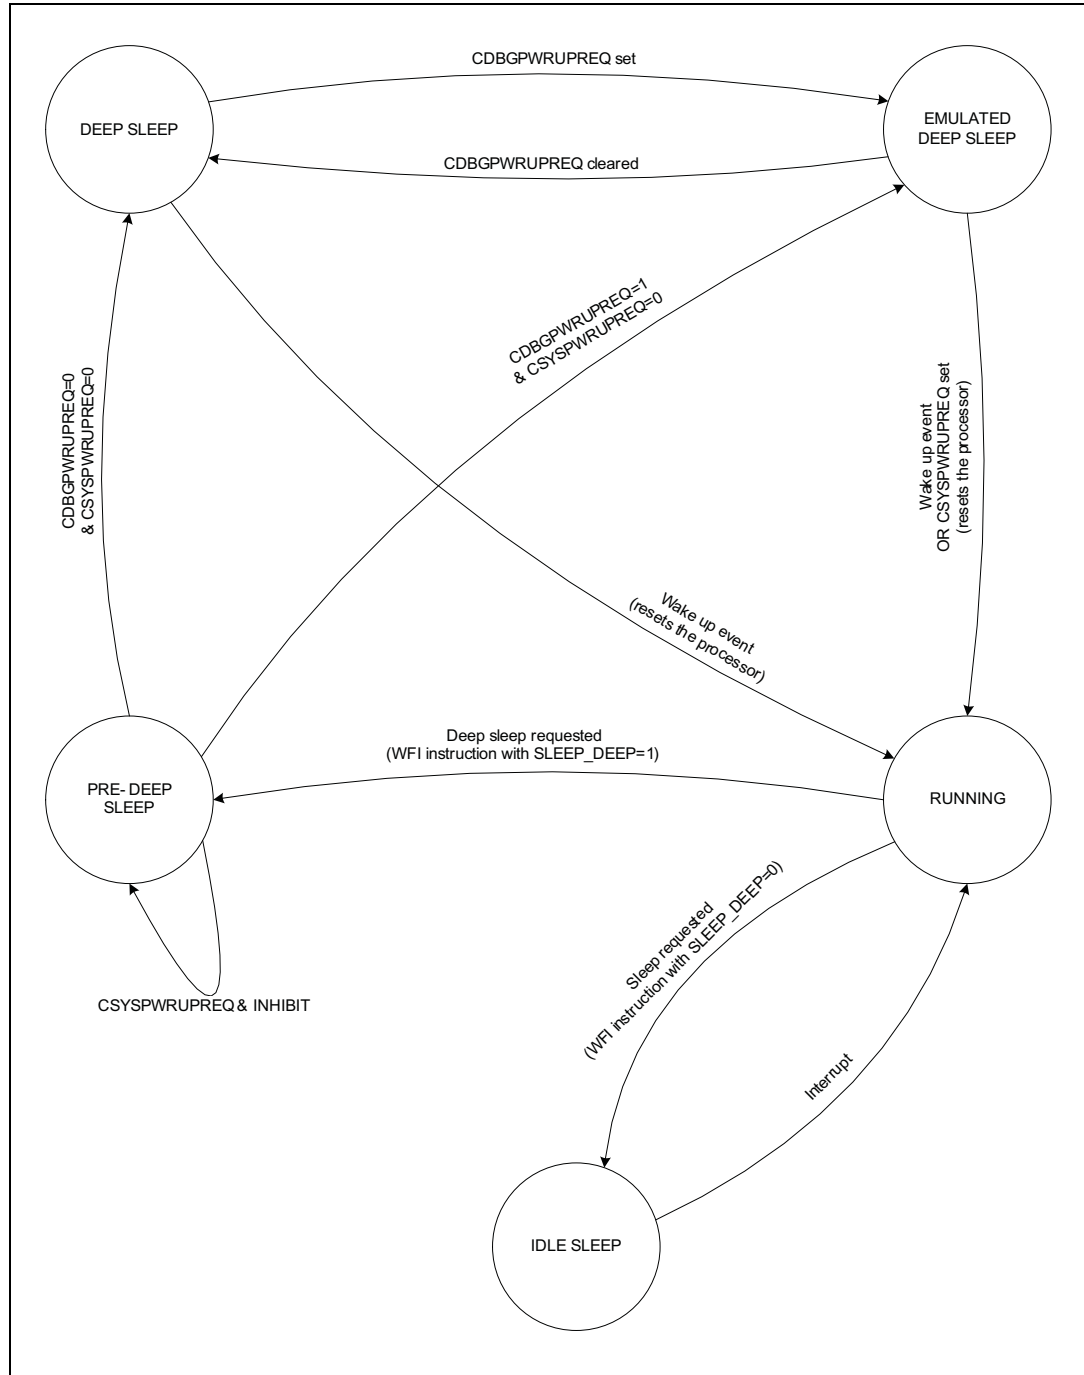 CDBGPWRUPREQ set
DEEP SLEEP
EMULATED
DEEP SLEEP
CDBGPWRUPREQ cleared
CDBGPWRUPREQ=1
& CSYSPWRUPREQ=0
CDBGPWRUPREQ=0
& CSYSPWRUPREQ=0
Wake up event
OR CSYSPWRUPREQ set
(resets the processor)
Wake up event
(resets the processor)
Deep sleep requested
(WFI instruction with SLEEP_DEEP=1)
PRE- DEEP
SLEEP
RUNNING
Sleep requested
(WFI instruction with SLEEP_DEEP=0)
CSYSPWRUPREQ & INHIBIT
Interrupt
IDLE SLEEP